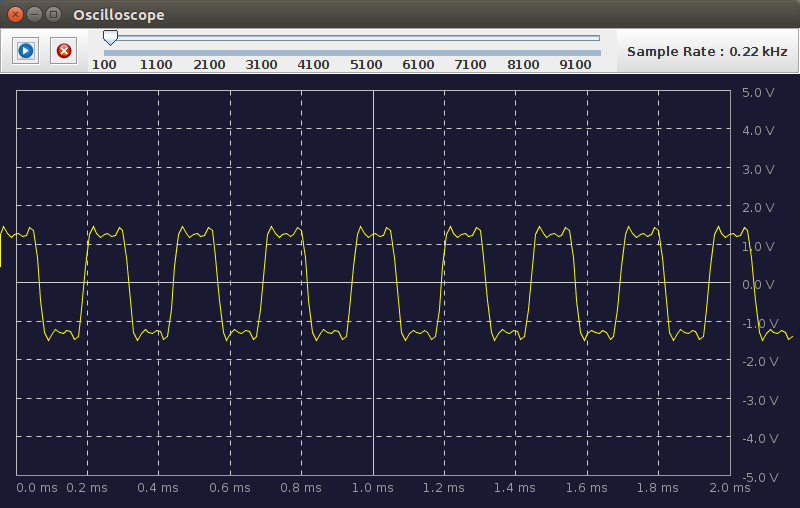 Oscilloscope
100 1100 2100 3100 4100 5100 6100 7100 8100 9100
Sample Rate : 0.22 kHz
5.0 V
4.0 V
3.0 V
2.0 V
1.0 V
0.0 V
-1.0 V
-2.0 V
-3.0 V
-4.0 V
-5.0 V
0.0 ms 0.2 ms 0.4 ms 0.6 ms 0.8 ms 1.0 ms 1.2 ms 1.4 ms 1.6 ms 1.8 ms 2.0 ms